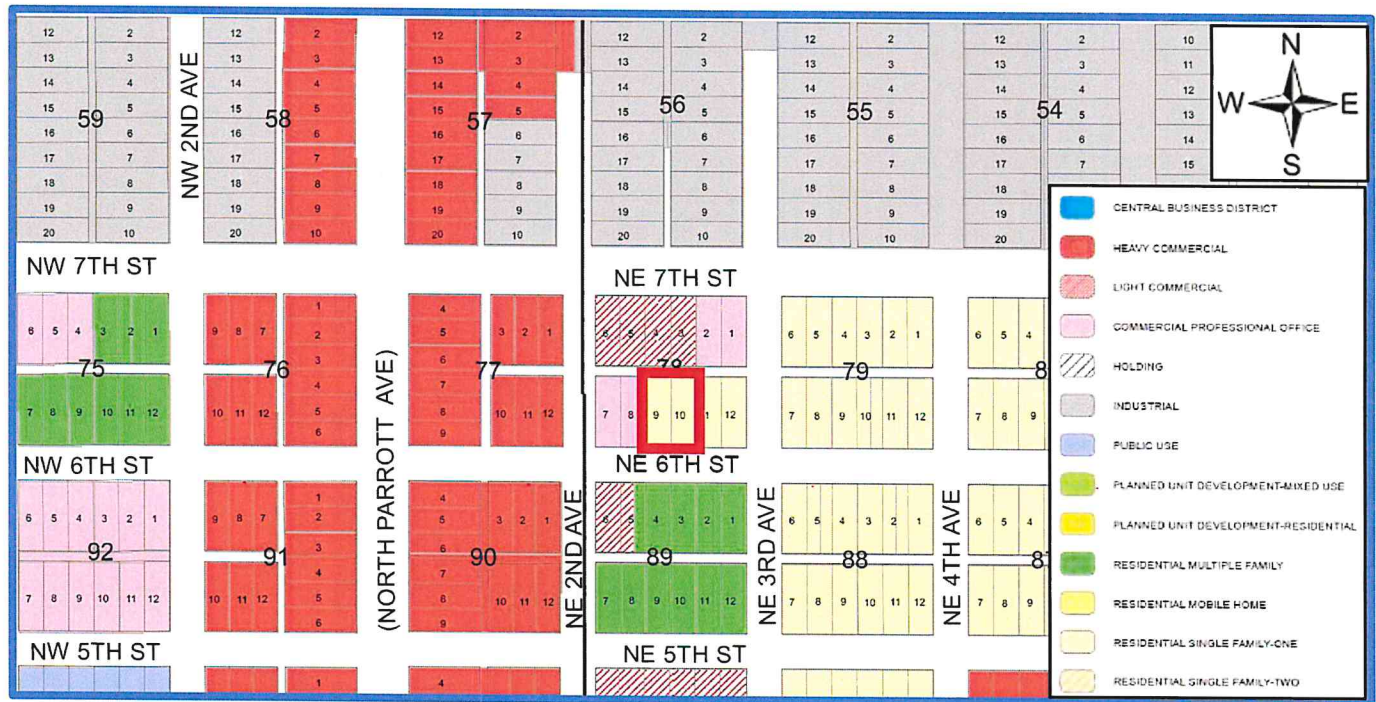 12 2 12 2 12 2 12 2 12 2 12 2 10
13 3 13 3 13 3 13 3 13 3 13 3 11
14 4 14 4 14 4 14 4 14 4 14 4 12
15 5 15 5 15 5 15 5 15 5 15 5 13
59 58 57 56 55 54
16 6 16 6 16 6 16 6 16 6 16 6 14
17 7 17 7 17 7 17 7 17 7 17 7 15
18 8 18 8 18 8 18 8 18 8 18
19 9 19 9 19 9 19 9 19 9 19
20 10 20 10 20 10 20 10 20 10 20
NW 2ND AVE
N
W E
S
NW 7TH ST
NE 7TH ST
6 5 4 3 2 1
75
7 8 9 10 11 12
9 8 7
76
10 11 12
1
2
3
4
5
6
(NORTH PARROTT AVE)
4
5
6
7
8
9
77
3 2 1
10 11 12
6 5 4 3 2 1
78
7 8 9 10 12
6 5 4 3 2 1
79
7 8 9 10 11 12
6 5 4
8
7 8 9
NW 6TH ST
NE 6TH ST
6 5 4 3 2 1
92
7 8 9 10 11 12
9 8 7
91
10 11 12
1
2
3
4
5
6
4
5
6
7
8
9
90
3 2 1
10 11 12
NE 2ND AVE
6 5 4 3 2 1
89
7 8 9 10 11 12
NE 3RD AVE
6 5 4 3 2 1
88
7 8 9 10 11 12
NE 4TH AVE
6 5 4
8
7 8 9
NW 5TH ST
NE 5TH ST
1
4
CENTRAL BUSINESS DISTRICT
HEAVY COMMERCIAL
LIGHT COMMERCIAL
COMMERCIAL PROFESSIONAL OFFICE
HOLDING
INDUSTRIAL
PUBLIC USE
PLANNED UNIT DEVELOPMENT-MIXED USE
PLANNED UNIT DEVELOPMENT-RESIDENTIAL
RESIDENTIAL MULTIPLE FAMILY
RESIDENTIAL MOBILE HOME
RESIDENTIAL SINGLE FAMILY-ONE
RESIDENTIAL SINGLE FAMILY-TWO